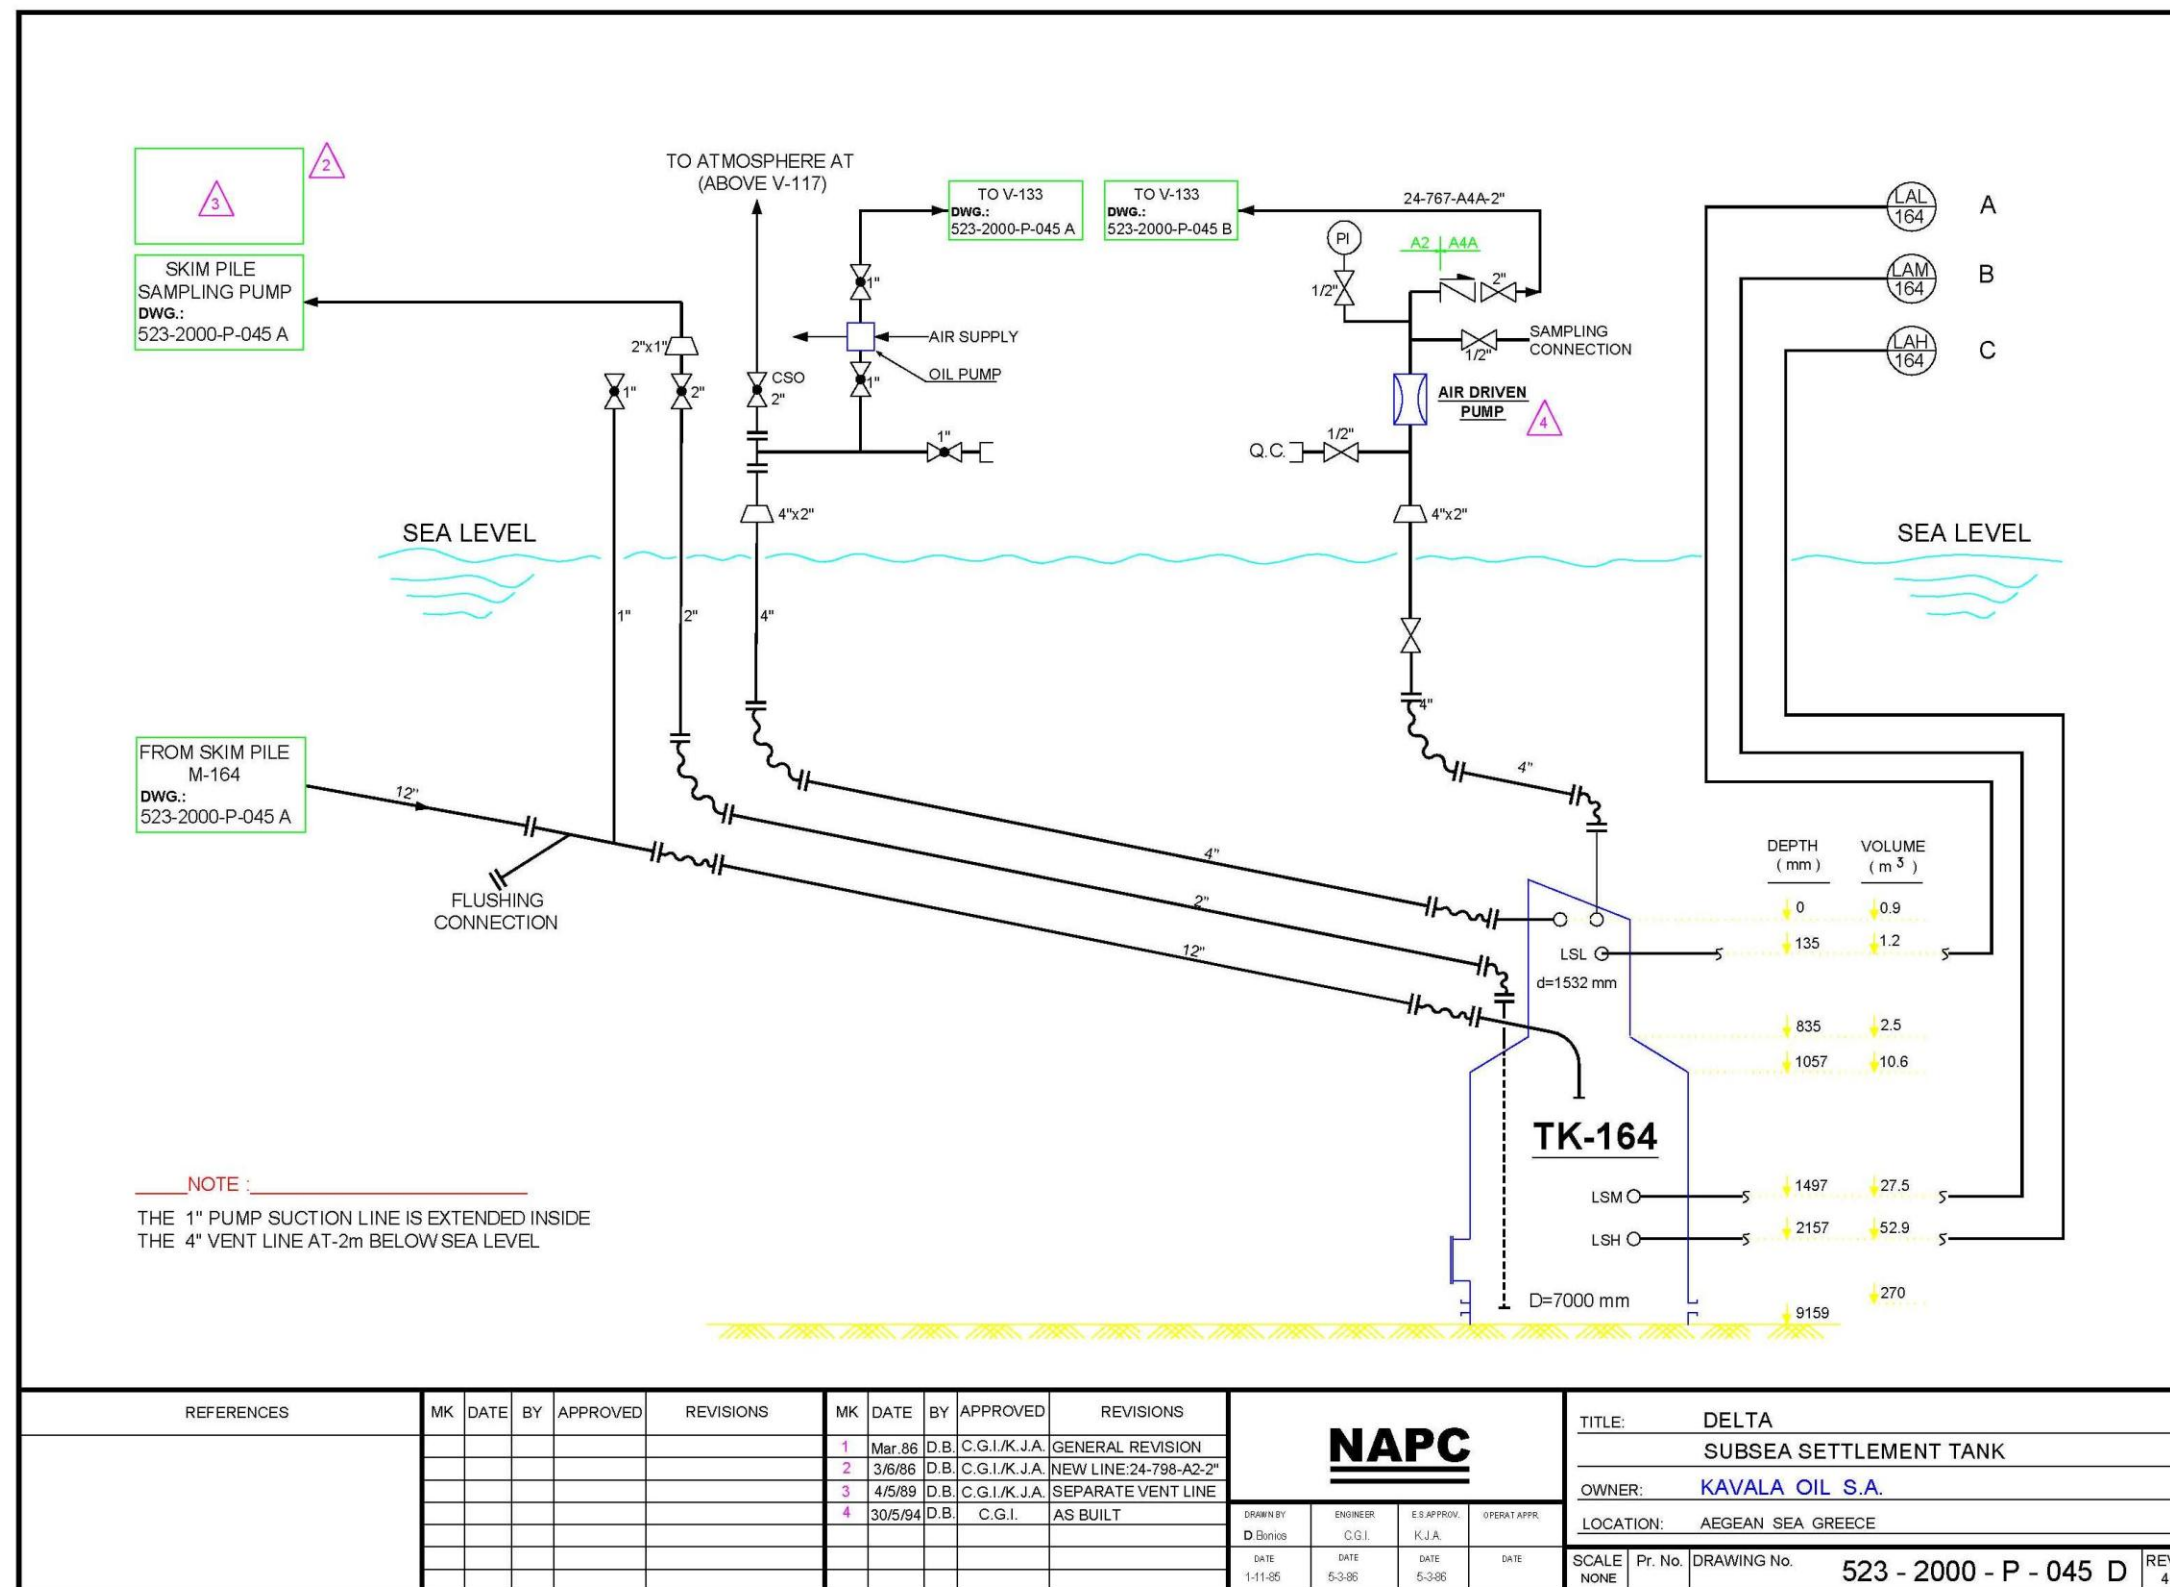 2
3
SKIM PILE
SAMPLING PUMP
DWG.:
523-2000-P-045 A
TO ATMOSPHERE AT
(ABOVE V-117)
TO V-133
DWG.:
523-2000-P-045 A
TO V-133
DWG.:
523-2000-P-045 B
24-767-A4A-2"
PI
A2 A4A
1/2"
2"
SAMPLING
CONNECTION
1/2"
AIR DRIVEN
PUMP
4
Q.C.
1/2"
4"x2"
LAL
164
A
LAM
164
B
LAH
164
C
1"
AIR SUPPLY
OIL PUMP
1"
2"x1"
1"
2"
CSO
2"
1"
4"x2"
SEA LEVEL
SEA LEVEL
1"
2"
4"
4"
4"
FROM SKIM PILE
M-164
DWG.:
523-2000-P-045 A
12"
FLUSHING
CONNECTION
4"
2"
12"
DEPTH
( mm )
VOLUME
( m 3 )
0 0.9
135 1.2
835 2.5
1057 10.6
1497 27.5
2157 52.9
270
9159
LSL
d=1532 mm
TK-164
LSM
LSH
D=7000 mm
NOTE :
THE 1" PUMP SUCTION LINE IS EXTENDED INSIDE
THE 4" VENT LINE AT-2m BELOW SEA LEVEL
REFERENCES
MK DATE BY APPROVED REVISIONS
MK DATE BY APPROVED REVISIONS
1 Mar.86 D.B. C.G.I./K.J.A. GENERAL REVISION
2 3/6/86 D.B. C.G.I./K.J.A. NEW LINE:24-798-A2-2"
3 4/5/89 D.B. C.G.I./K.J.A. SEPARATE VENT LINE
4 30/5/94 D.B. C.G.I. AS BUILT
NAPC
DRAWN BY ENGINEER E.S.APPROV. OPERAT APPR.
D.Bonios C.G.I. K.J.A.
DATE DATE DATE DATE
1-11-85 5-3-86 5-3-86
TITLE: DELTA
SUBSEA SETTLEMENT TANK
OWNER: KAVALA OIL S.A.
LOCATION: AEGEAN SEA GREECE
SCALE
NONE
Pr. No.
DRAWING No.
523 - 2000 - P - 045 D
REV
4